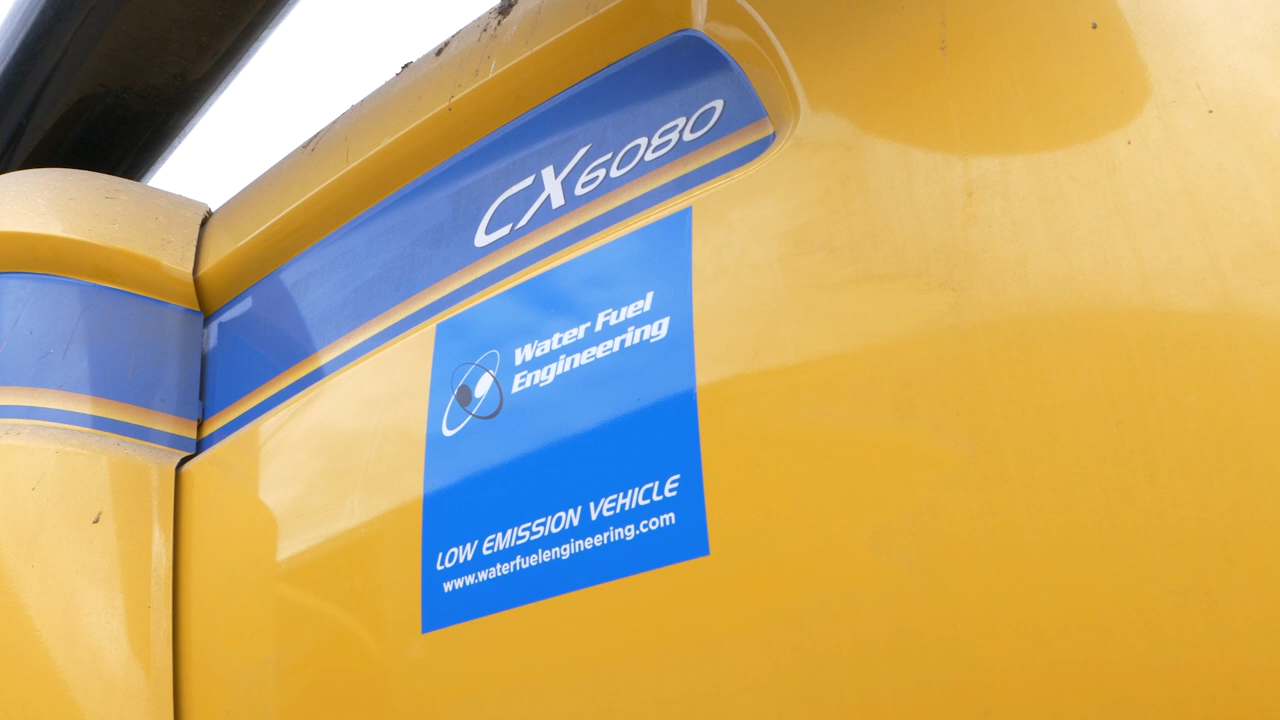 CX6080
Water Fuel
Engineering
LOW EMISSION VEHICLE
www.waterfuelengineering.com